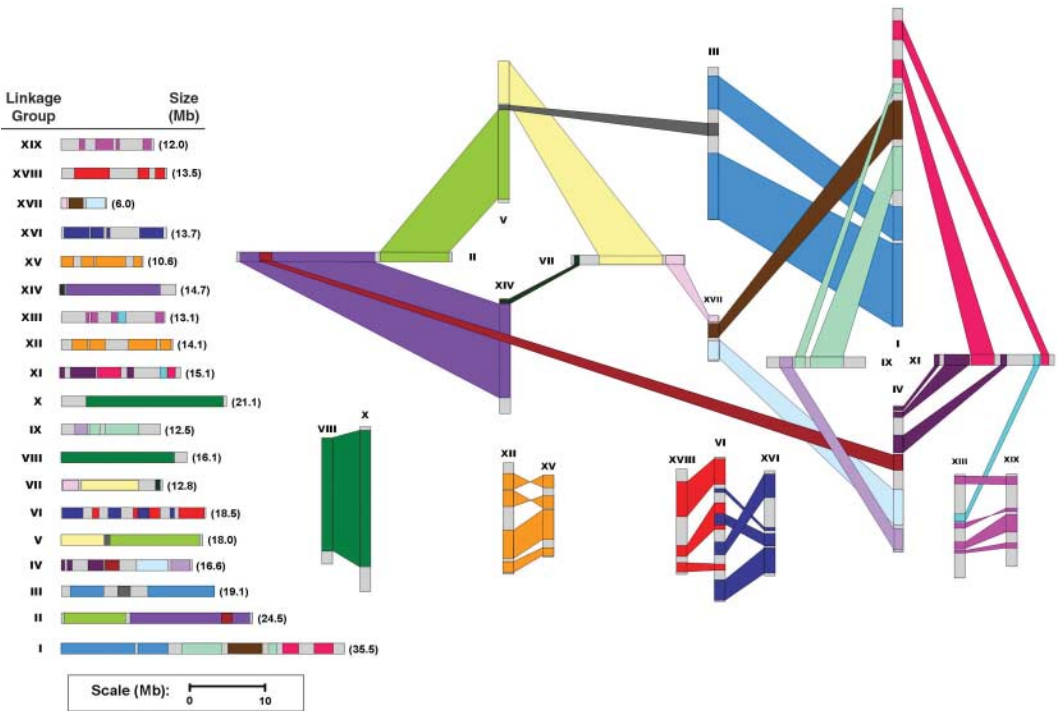 Linkage Group
Size (Mb)
XIX (12.0)
XVIII (13.5)
XVII (6.0)
XVI (13.7)
XV (10.6)
XIV (14.7)
XIII (13.1)
XII (14.1)
XI (15.1)
X (21.1)
IX (12.5)
VIII (16.1)
VII (12.8)
VI (18.5)
V (18.0)
IV (16.6)
III (19.1)
II (24.5)
I (35.5)
Scale (Mb):
0 10
III
V
II
VII
XIV
XVII
I
IX
XI
IV
VIII
X
XII
XV
XVIII
VI
XVI
XIII
XIX